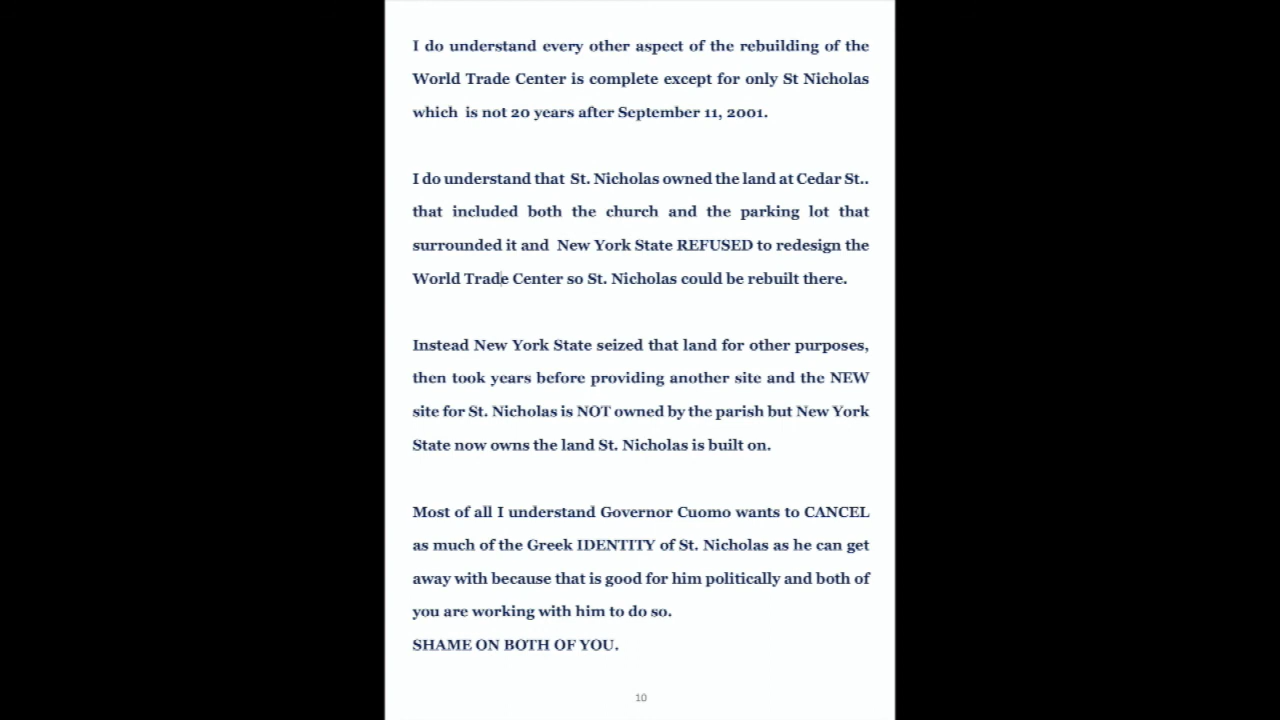 I do understand every other aspect of the rebuilding of the
World Trade Center is complete except for only St Nicholas
which is not 20 years after September 11, 2001.
I do understand that St. Nicholas owned the land at Cedar St..
that included both the church and the parking lot that
surrounded it and New York State REFUSED to redesign the
World Trade Center so St. Nicholas could be rebuilt there.
Instead New York State seized that land for other purposes,
then took years before providing another site and the NEW
site for St. Nicholas is NOT owned by the parish but New York
State now owns the land St. Nicholas is built on.
Most of all I understand Governor Cuomo wants to CANCEL
as much of the Greek IDENTITY of St. Nicholas as he can get
away with because that is good for him politically and both of
you are working with him to do so.
SHAME ON BOTH OF YOU.
10